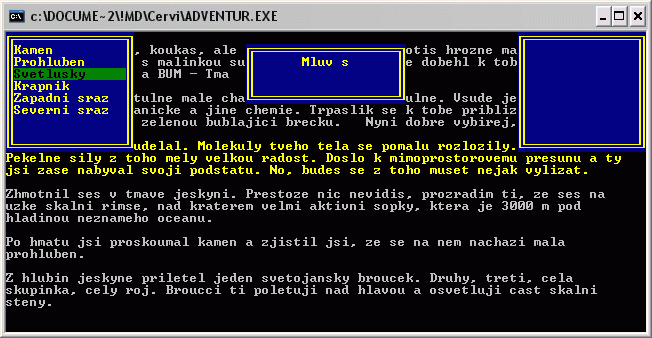 c:\DOCUME~2\!MD\Cervi\ADVENTUR.EXE
Kamen
Prohluben
Svetlusky
Krapnik
Zapadni sraz
Severni sraz
Mluv s
, koukas, ale
otis hrozne ma
s malinkou su
e dobehl k tob
a BUM - Tma
tulne male cha
ulne. Vsude je
anicke a jine chemie. Trpaslik se k tobe pribliz
zelenou bublajici brecku.   Nyni dobre vybirej,
udelal. Molekuly tveho tela se pomalu rozlozily.
Pekelne sily z toho mely velkou radost. Doslo k mimoprostorovemu presunu a ty
jsi zase nabyval svoji podstatu. No, budes se z toho muset nejak vylizat.
Zhmotnil ses v tmave jeskyni. Prestoze nic nevidis, prozradim ti, ze ses na
uzke skalni rimse, nad kraterem velmi aktivni sopky, ktera je 3000 m pod
hladinou neznameho oceanu.
Po hmatu jsi proskoumal kamen a zjistil jsi, ze se na nem nachazi mala
prohluben.
Z hlubin jeskyne priletel jeden svetojansky broucek. Druhy, treti, cela
skupinka, cely roj. Broucci ti poletuji nad hlavou a osvetluji cast skalni
steny.